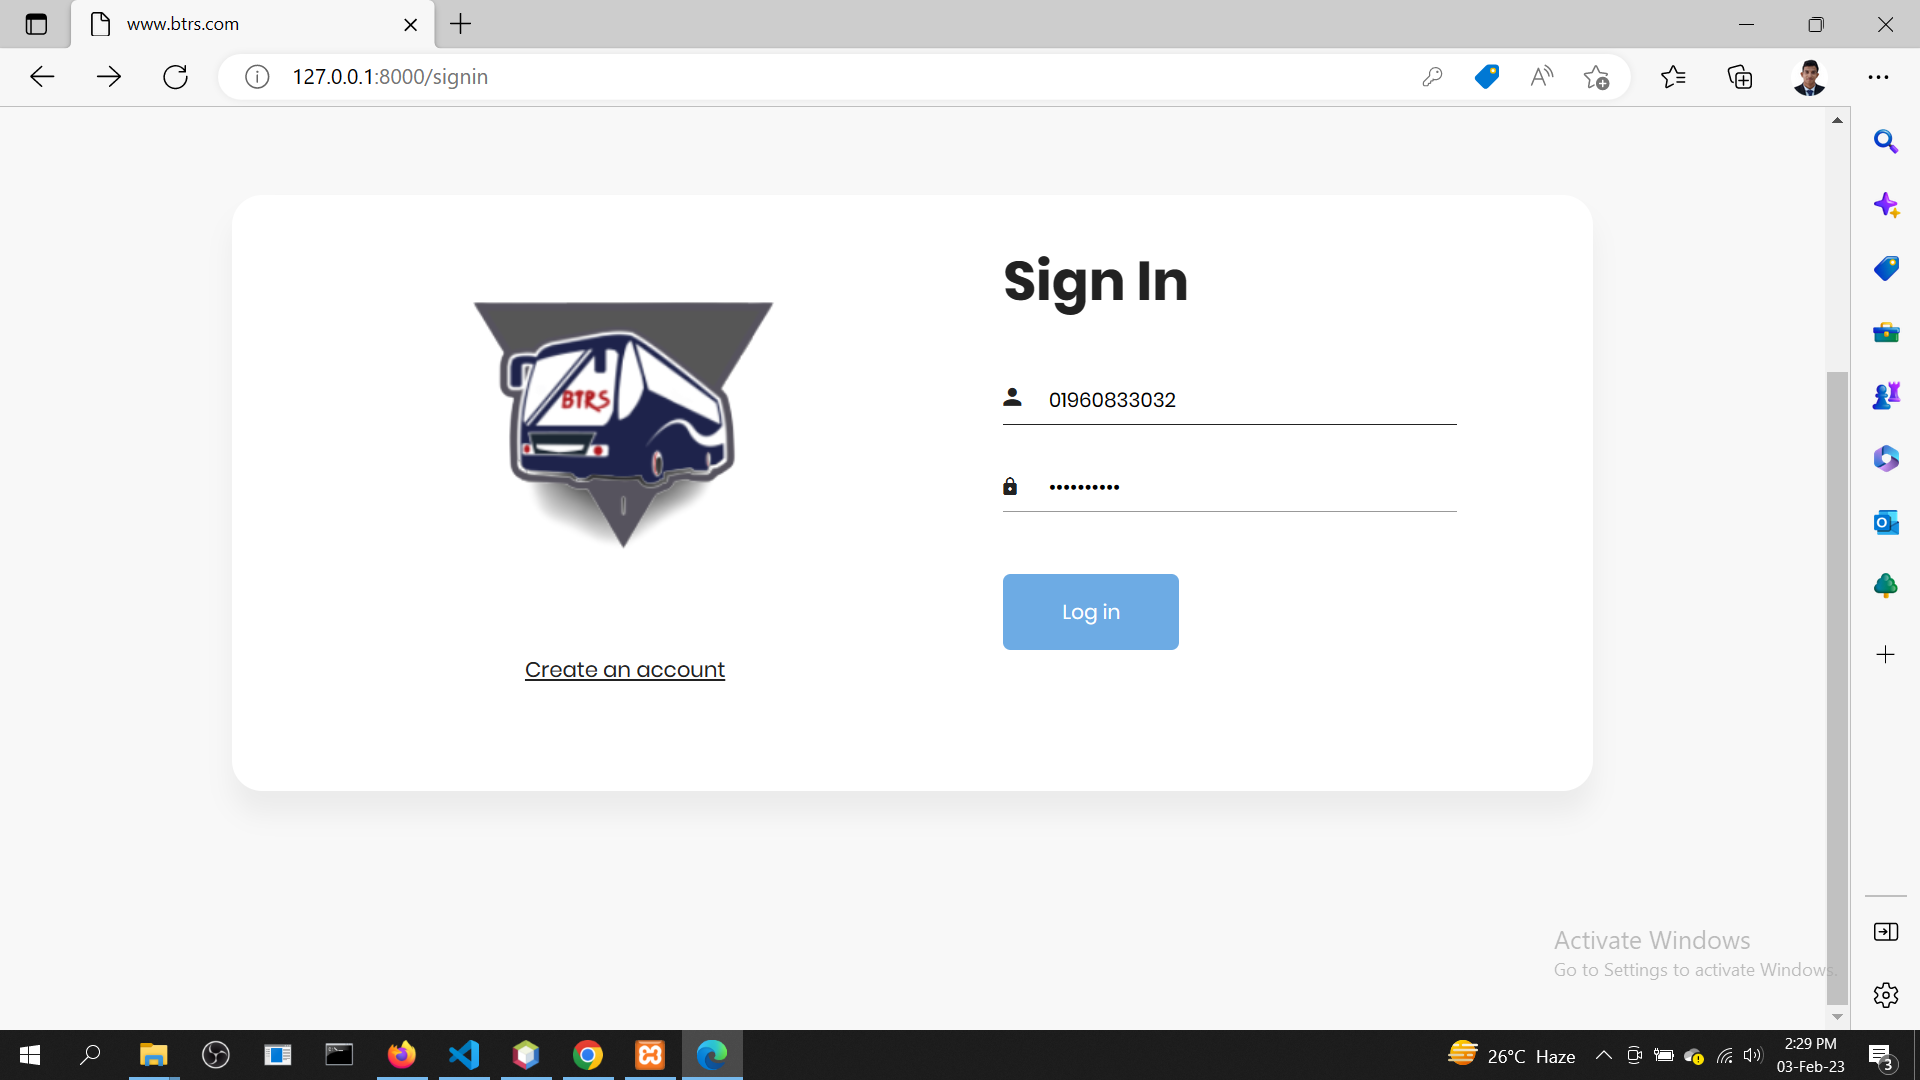 www.btrs.com
127.0.0.1:8000/signin
Sign In
BTRS
01960833032
••••••••••
Log in
Create an account
Activate Windows
Go to Settings to activate Windows.
26°C Haze
2:29 PM
03-Feb-23
3